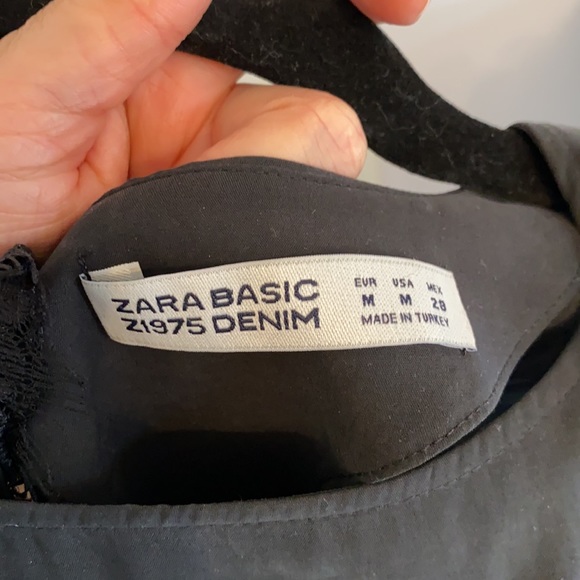 ZARA BASIC
Z1975 DENIM
EUR USA MEX
M M 28
MADE IN TURKEY